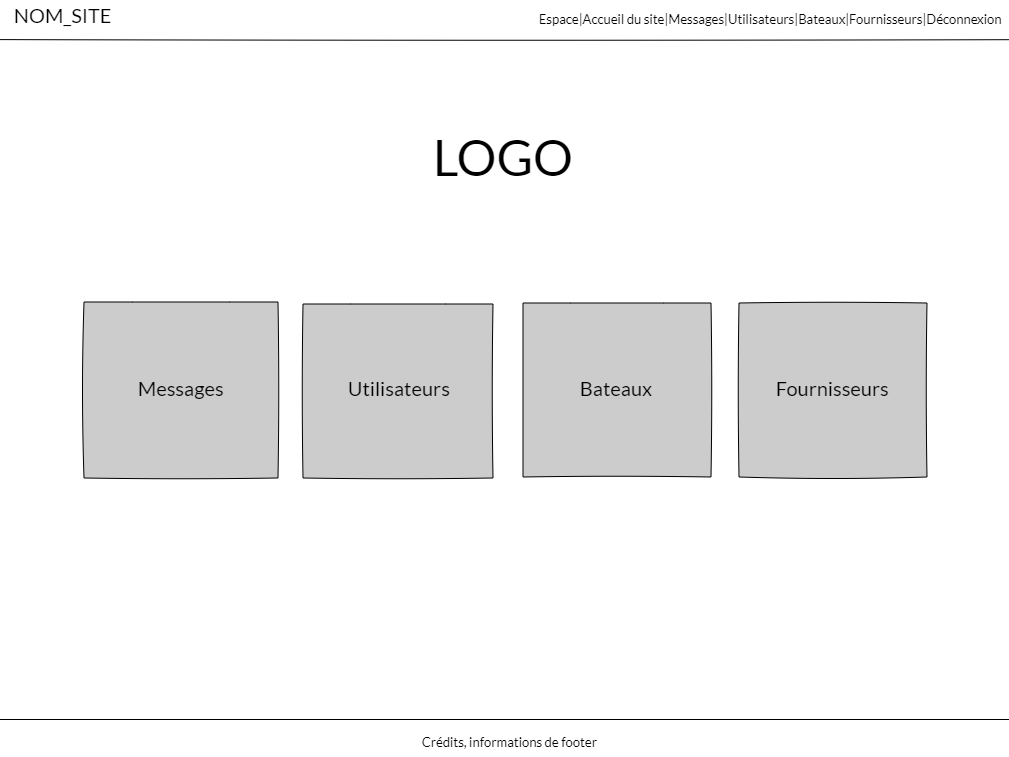 NOM_SITE
Espace|Accueil du site|Messages|Utilisateurs|Bateaux|Fournisseurs|Déconnexion
LOGO
Messages
Utilisateurs
Bateaux
Fournisseurs
Crédits, informations de footer